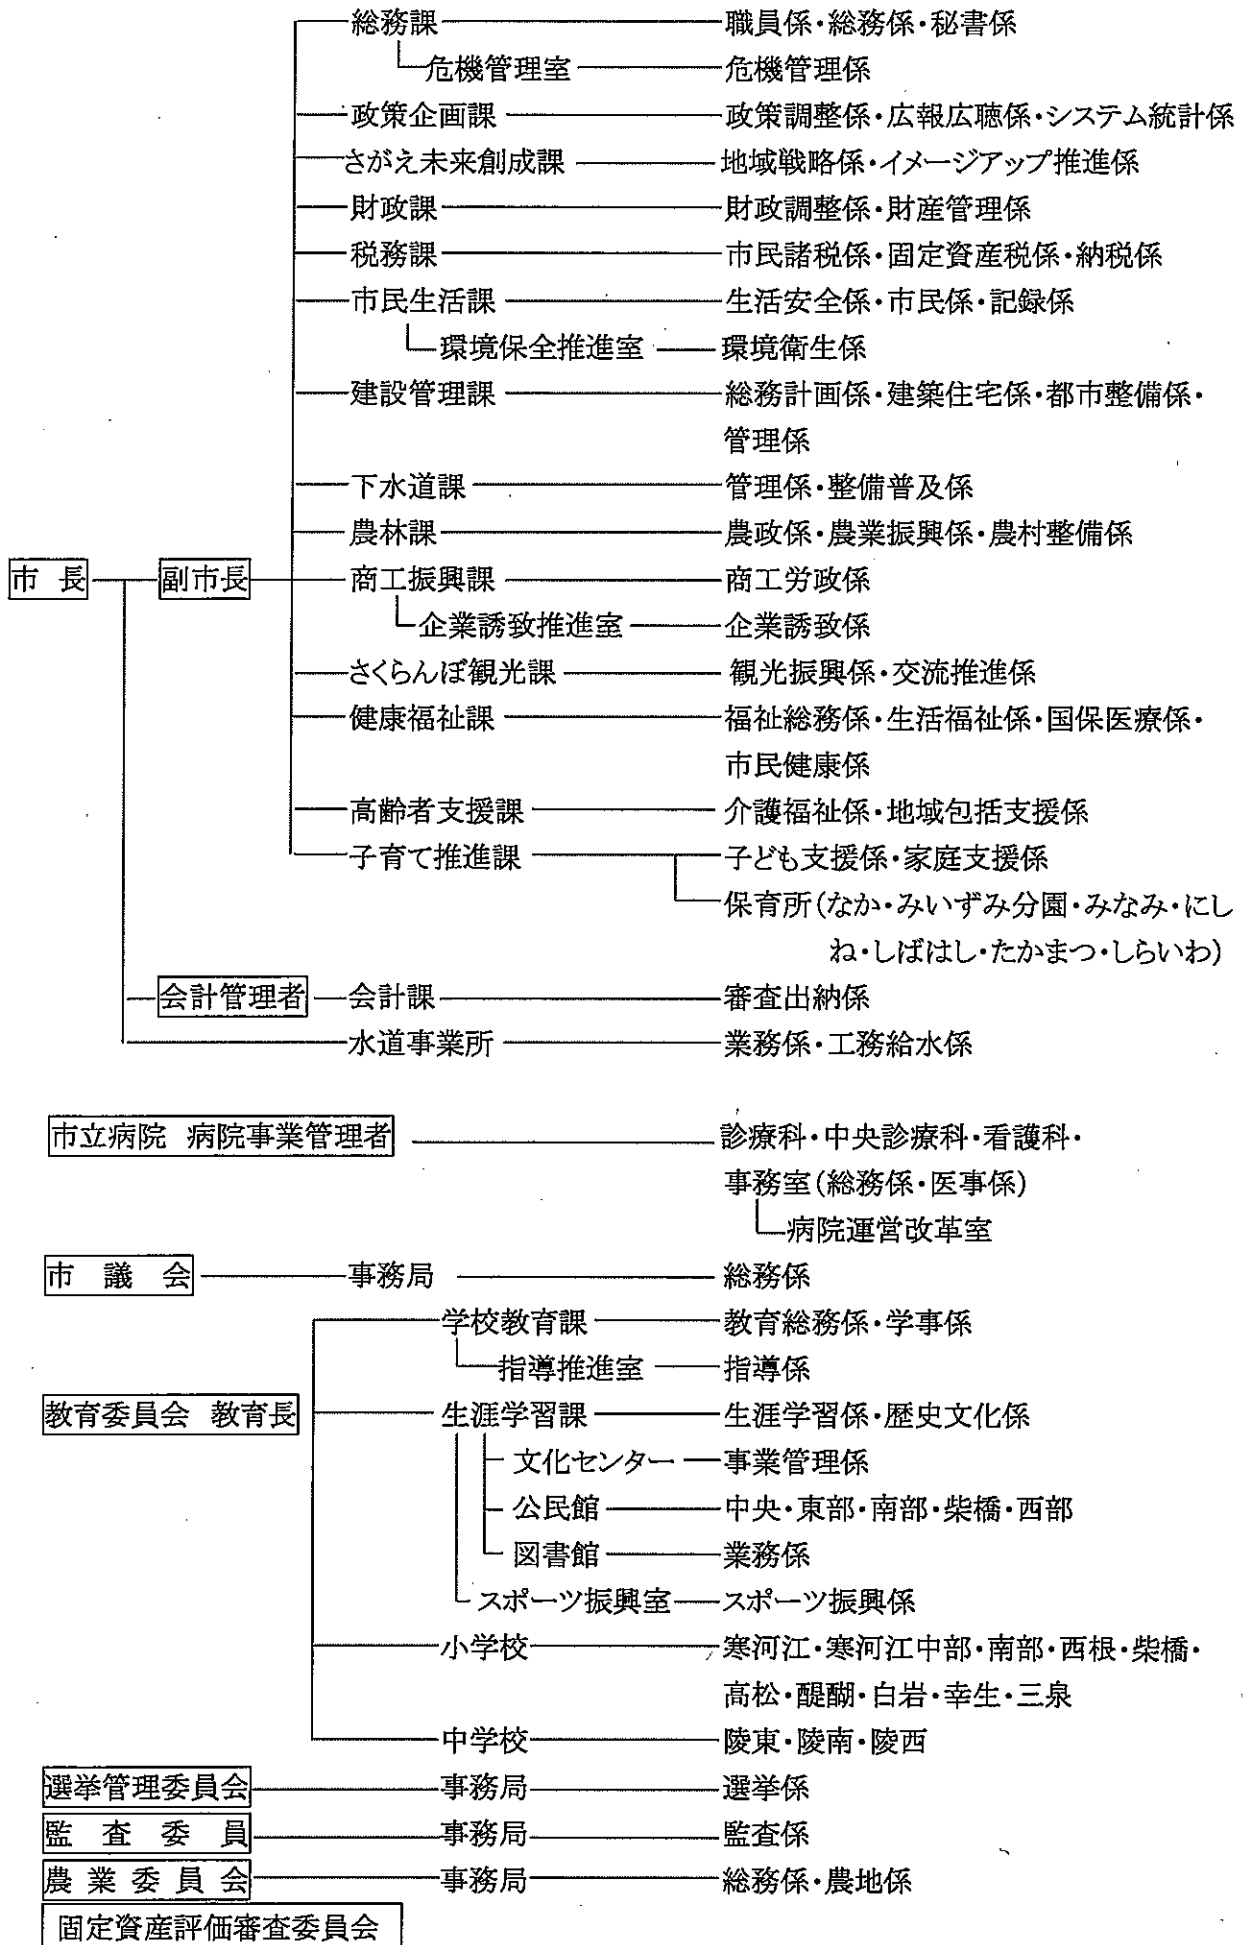 総務課 職員係・総務係・秘書係
危機管理室 危機管理係
政策企画課 政策調整係・広報広聴係・システム統計係
さがえ未来創成課 地域戦略係・イメージアップ推進係
財政課 財政調整係・財産管理係
税務課 市民諸税係・固定資産税係・納税係
市民生活課 生活安全係・市民係・記録係
環境保全推進室 環境衛生係
建設管理課 総務計画係・建築住宅係・都市整備係・
管理係
下水道課 管理係・整備普及係
農林課 農政係・農業振興係・農村整備係
市長 副市長 商工振興課 商工労政係
企業誘致推進室 企業誘致係
さくらんぼ観光課 観光振興係・交流推進係
健康福祉課 福祉総務係・生活福祉係・国保医療係・
市民健康係
高齢者支援課 介護福祉係・地域包括支援係
子育て推進課 子ども支援係・家庭支援係
保育所(なか・みいずみ分園・みなみ・にし
ね・しばはし・たかまつ・しらいわ)
会計管理者 会計課 審査出納係
水道事業所 業務係・工務給水係
市立病院 病院事業管理者 診療科・中央診療科・看護科・
事務室(総務係・医事係)
病院運営改革室
市議会 事務局 総務係
学校教育課 教育総務係・学事係
指導推進室 指導係
教育委員会 教育長 生涯学習課 生涯学習係・歴史文化係
文化センター 事業管理係
公民館 中央・東部・南部・柴橋・西部
図書館 業務係
スポーツ振興室 スポーツ振興係
小学校 寒河江・寒河江中部・南部・西根・柴橋・
高松・醍醐・白岩・幸生・三泉
中学校 陵東・陵南・陵西
選挙管理委員会 事務局 選挙係
監査委員 事務局 監査係
農業委員会 事務局 総務係・農地係
固定資産評価審査委員会